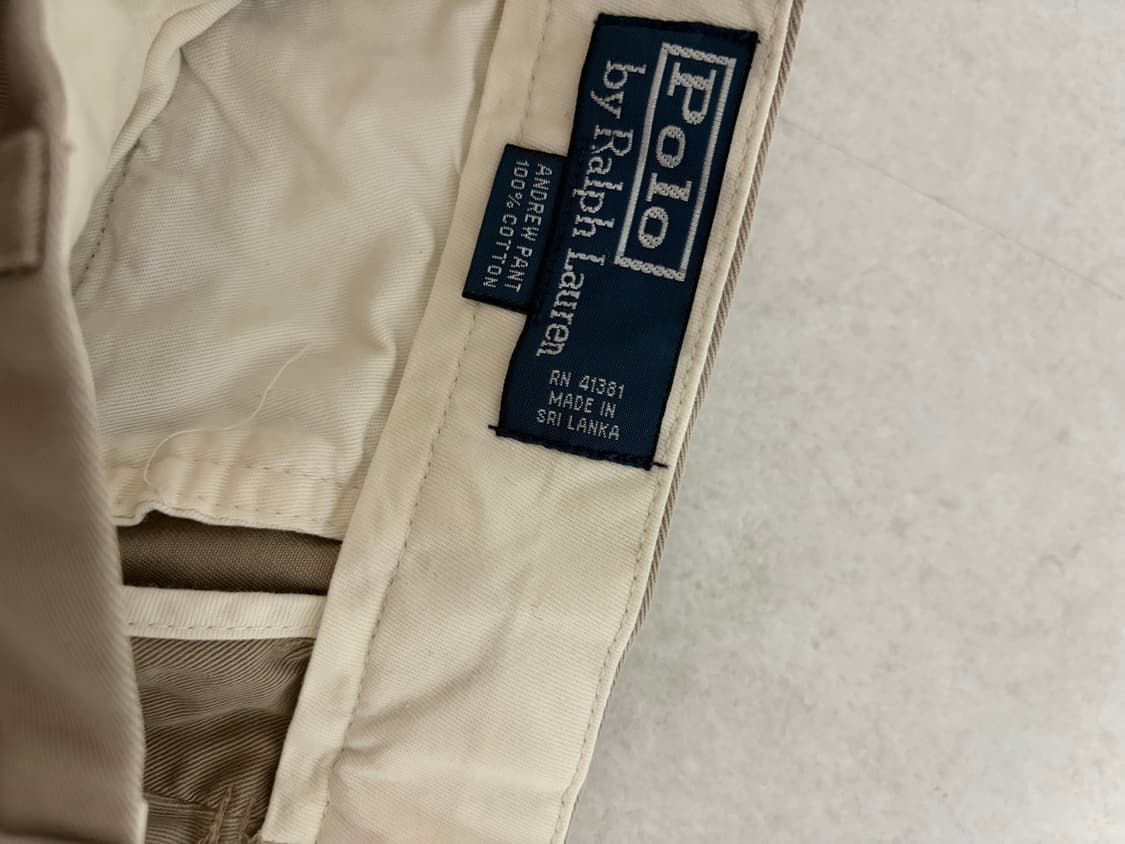 Polo
by Ralph Lauren
RN 41381
MADE IN
SRI LANKA
ANDREW PANT
100% COTTON